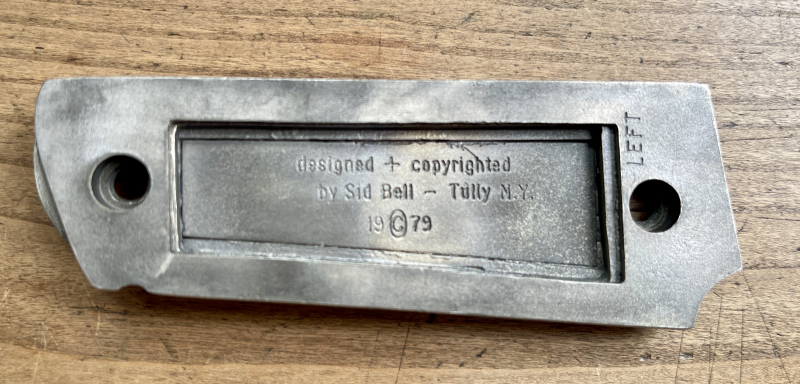 designed + copyrighted
by Sid Bell - Tully N.Y.
19 © 79
LEFT